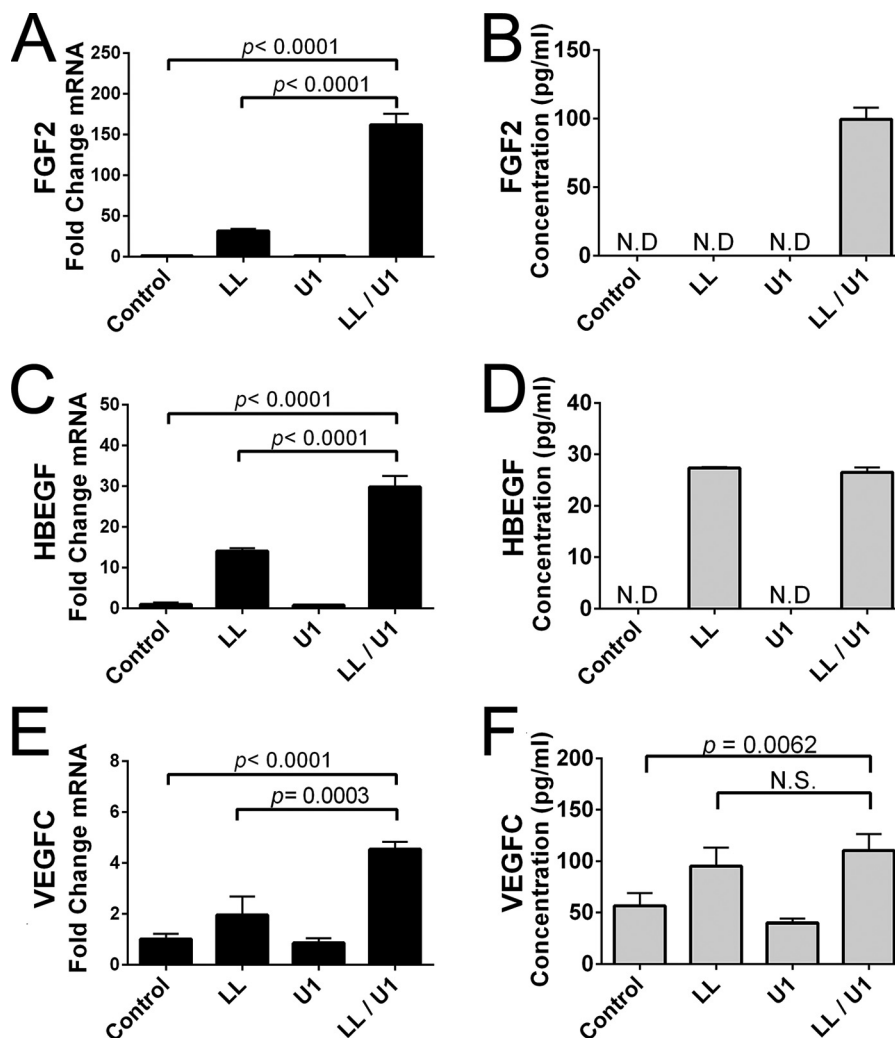 A
FGF2
Fold Change mRNA
250
200
150
100
50
0
p< 0.0001
p< 0.0001
Control
LL
U1
LL / U1
B
FGF2
Concentration (pg/ml)
150
100
50
0
N.D
N.D
N.D
Control
LL
U1
LL / U1
C
HBEGF
Fold Change mRNA
50
40
30
20
10
0
p< 0.0001
p< 0.0001
Control
LL
U1
LL / U1
D
HBEGF
Concentration (pg/ml)
40
30
20
10
0
N.D
N.D
Control
LL
U1
LL / U1
E
VEGFC
Fold Change mRNA
8
6
4
2
0
p< 0.0001
p= 0.0003
Control
LL
U1
LL / U1
F
VEGFC
Concentration (pg/ml)
200
150
100
50
0
p = 0.0062
N.S.
Control
LL
U1
LL / U1